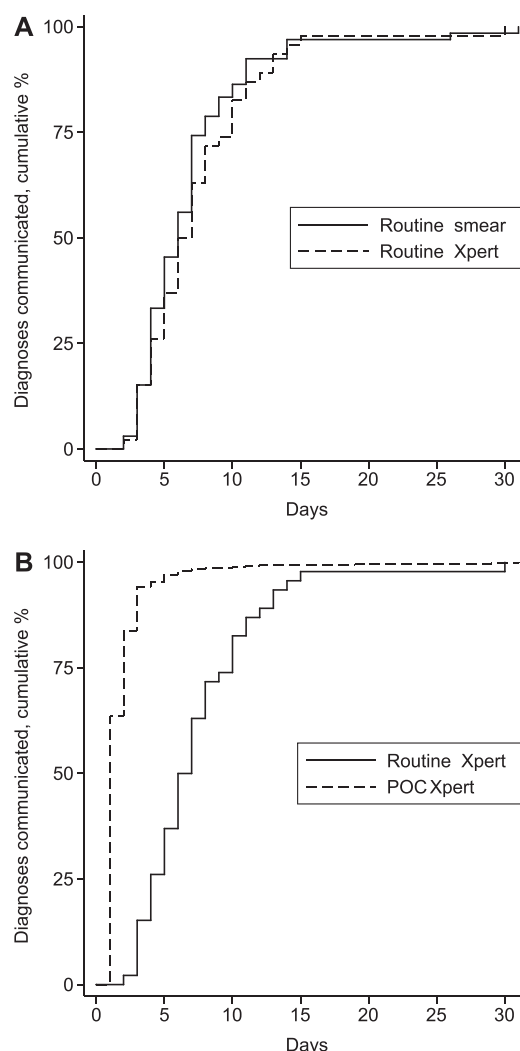 A
Diagnoses communicated, cumulative %
100
75
50
25
0
Routine smear
Routine Xpert
0 5 10 15 20 25 30
Days
B
Diagnoses communicated, cumulative %
100
75
50
25
0
Routine Xpert
POC Xpert
0 5 10 15 20 25 30
Days